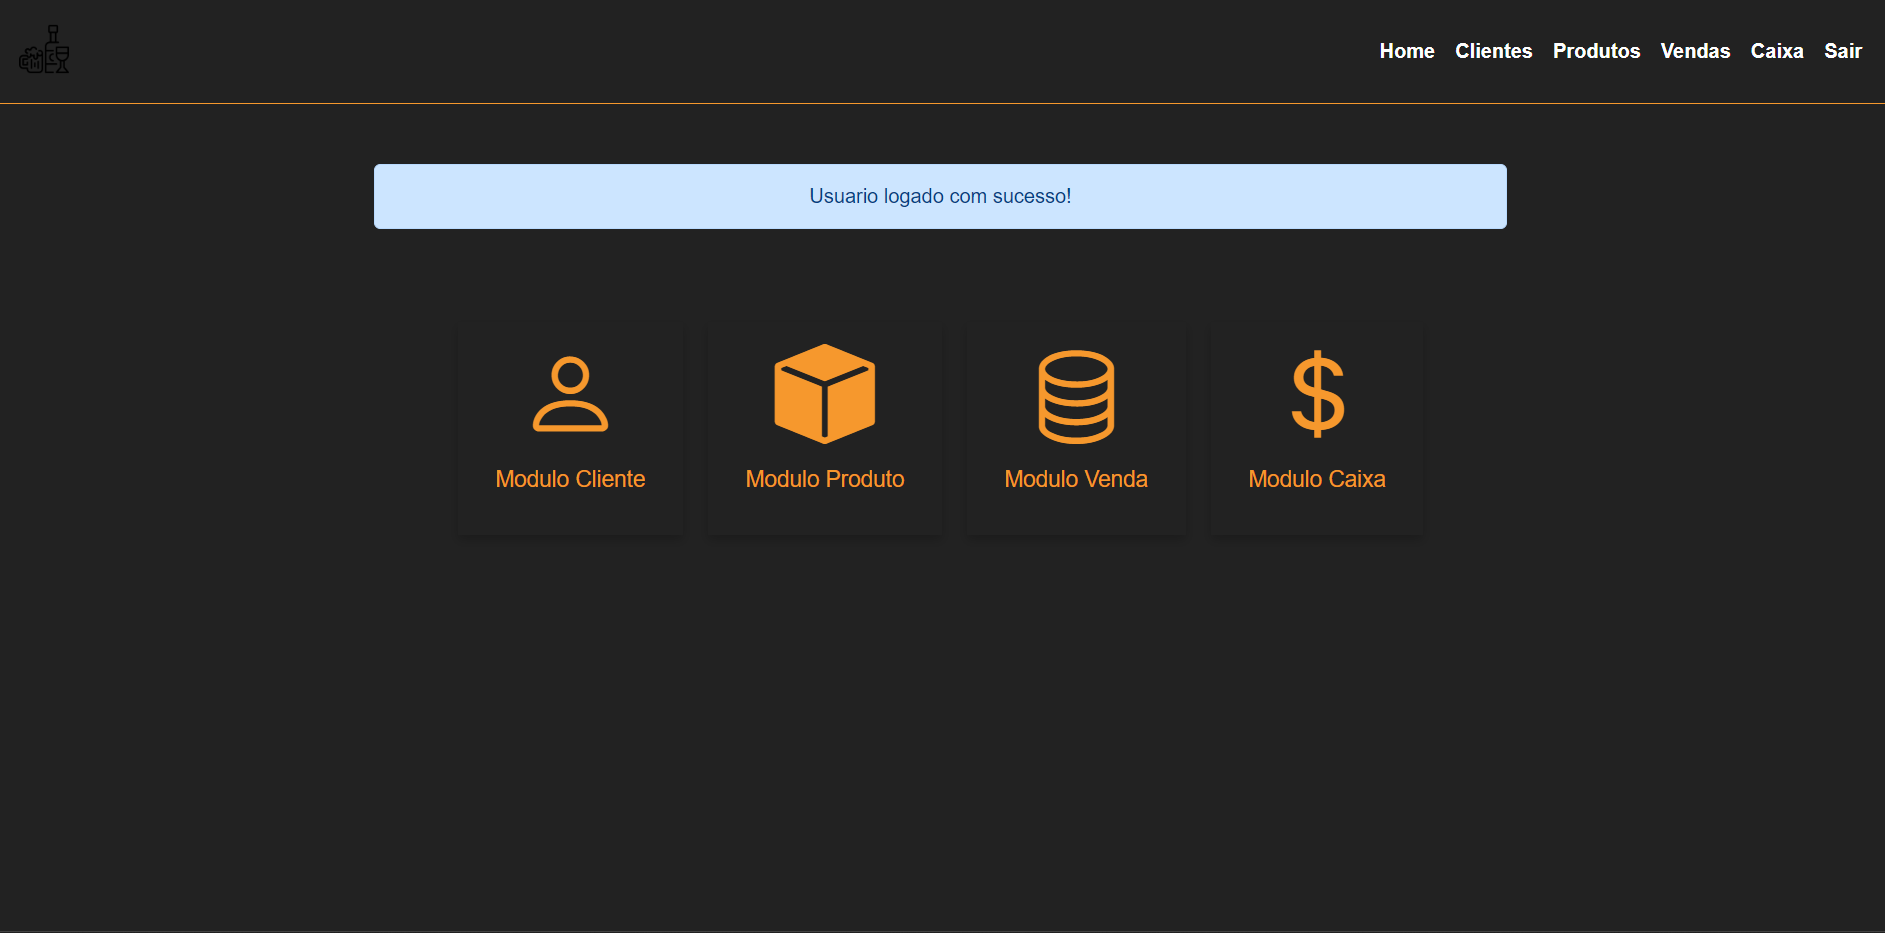 Home Clientes Produtos Vendas Caixa Sair
Usuario logado com sucesso!
Modulo Cliente
Modulo Produto
Modulo Venda
Modulo Caixa